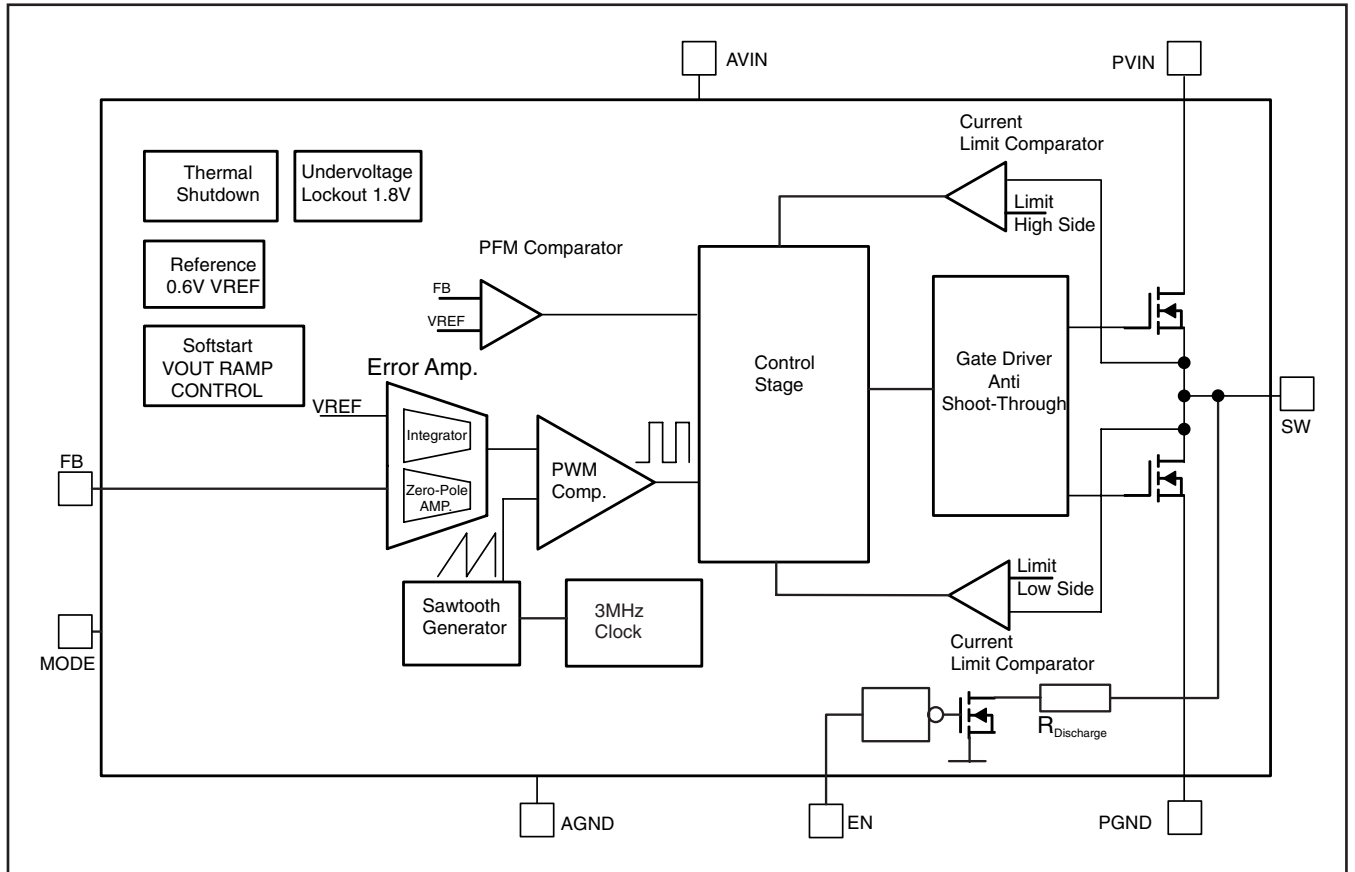 AVIN
PVIN
Current
Limit Comparator
Thermal
Shutdown
Undervoltage
Lockout 1.8V
Limit
High Side
PFM Comparator
Reference
0.6V VREF
FB
VREF
Softstart
VOUT RAMP
CONTROL
Error Amp.
Control
Stage
Gate Driver
Anti
Shoot-Through
VREF
Integrator
SW
FB
PWM
Comp.
Zero-Pole
AMP.
Limit
Low Side
Sawtooth
Generator
3MHz
Clock
MODE
Current
Limit Comparator
RDischarge
AGND
EN
PGND